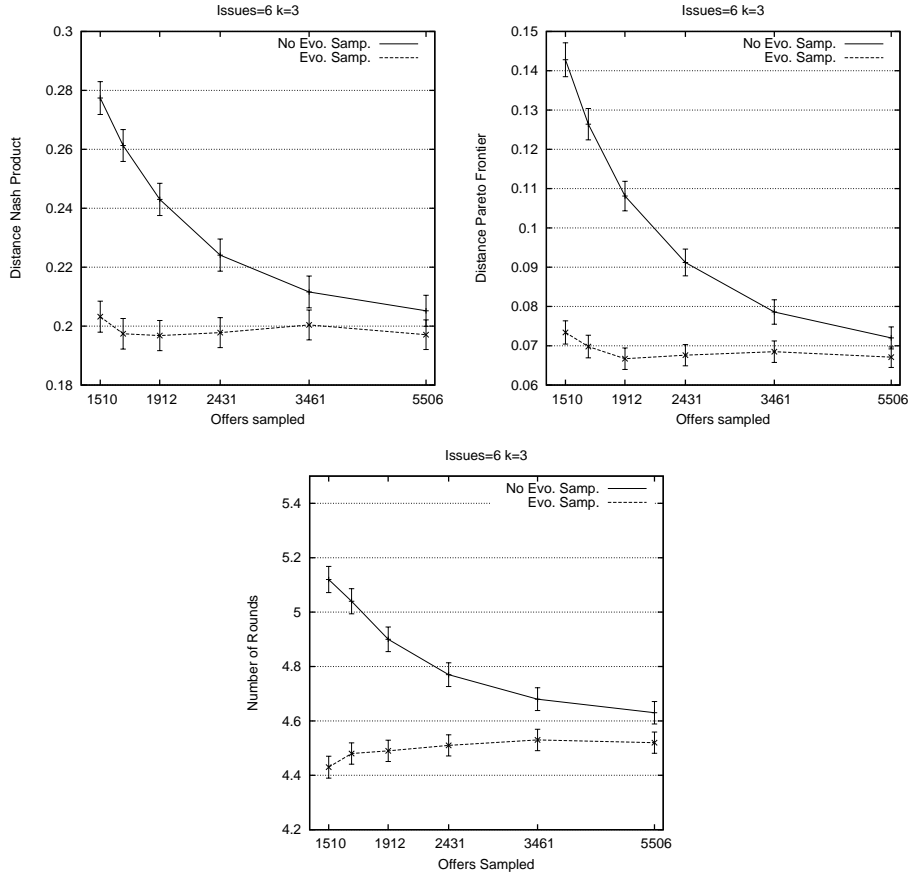 Issues=6 k=3
No Evo. Samp.
Evo. Samp.
Distance Nash Product
0.3
0.28
0.26
0.24
0.22
0.2
0.18
1510
1912
2431
3461
5506
Offers sampled
Issues=6 k=3
No Evo. Samp.
Evo. Samp.
Distance Pareto Frontier
0.15
0.14
0.13
0.12
0.11
0.1
0.09
0.08
0.07
0.06
1510
1912
2431
3461
5506
Offers sampled
Issues=6 k=3
No Evo. Samp.
Evo. Samp.
Number of Rounds
5.4
5.2
5
4.8
4.6
4.4
4.2
1510
1912
2431
3461
5506
Offers Sampled